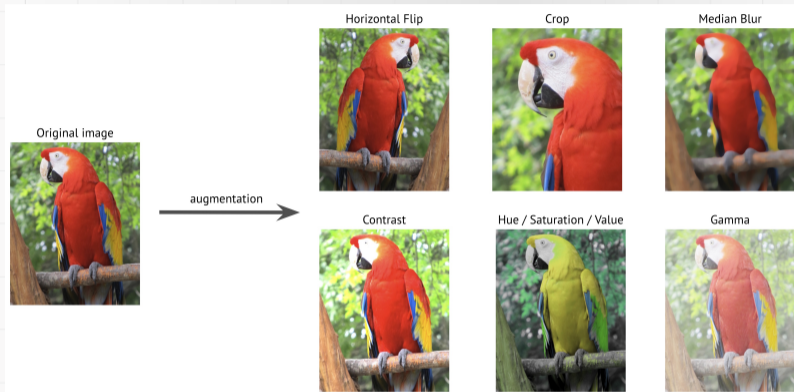 Original image
augmentation
Horizontal Flip
Crop
Median Blur
Contrast
Hue / Saturation / Value
Gamma